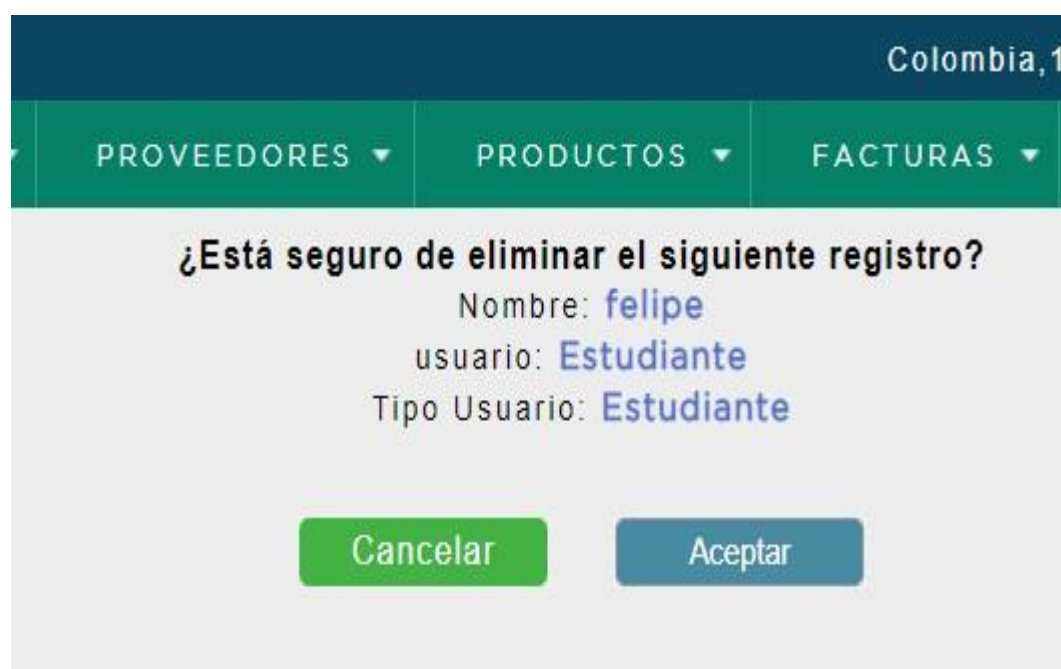 Colombia,1
PROVEEDORES PRODUCTOS FACTURAS
¿Está seguro de eliminar el siguiente registro?
Nombre: felipe
usuario: Estudiante
Tipo Usuario: Estudiante
Cancelar Aceptar